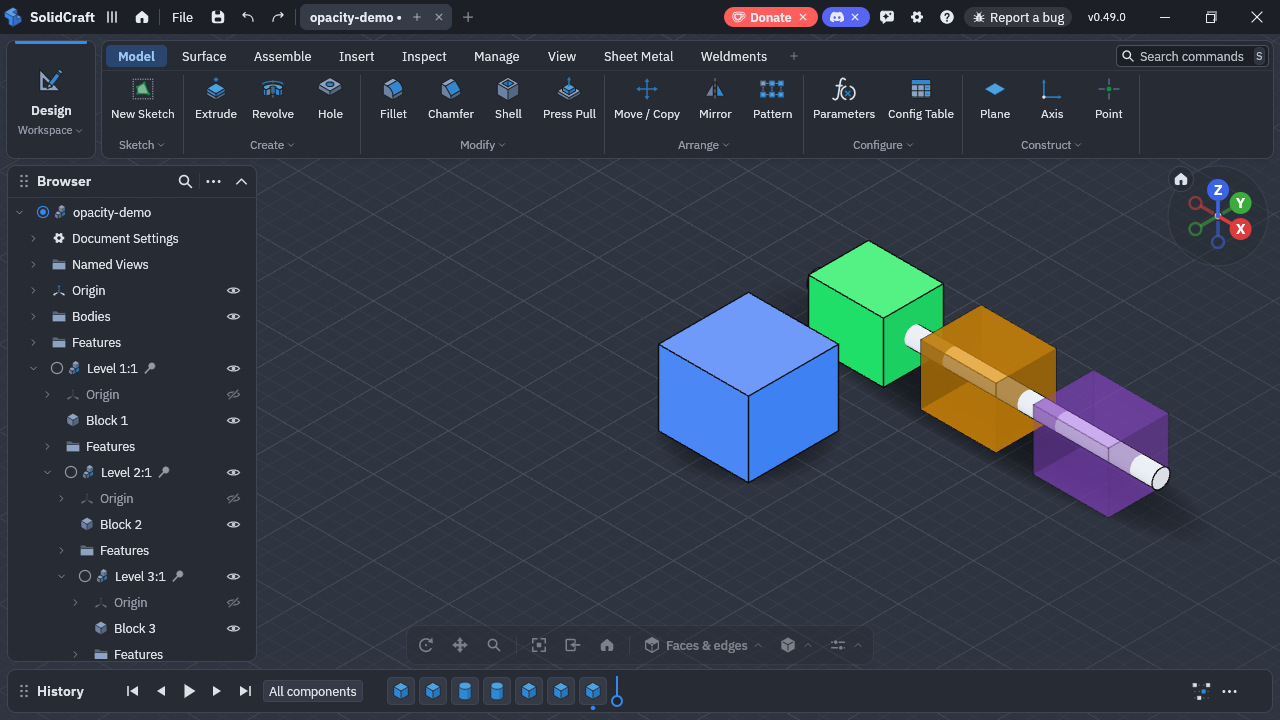 SolidCraft
File
opacity-demo •
Donate
Report a bug
v0.49.0
Design
Workspace
Model
Surface
Assemble
Insert
Inspect
Manage
View
Sheet Metal
Weldments
Search commands
S
New Sketch
Extrude
Revolve
Hole
Fillet
Chamfer
Shell
Press Pull
Move / Copy
Mirror
Pattern
Parameters
Config Table
Plane
Axis
Point
Sketch
Create
Modify
Arrange
Configure
Construct
Browser
opacity-demo
Document Settings
Named Views
Origin
Bodies
Features
Level 1:1
Origin
Block 1
Features
Level 2:1
Origin
Block 2
Features
Level 3:1
Origin
Block 3
Features
Z
Y
X
Faces & edges
History
All components